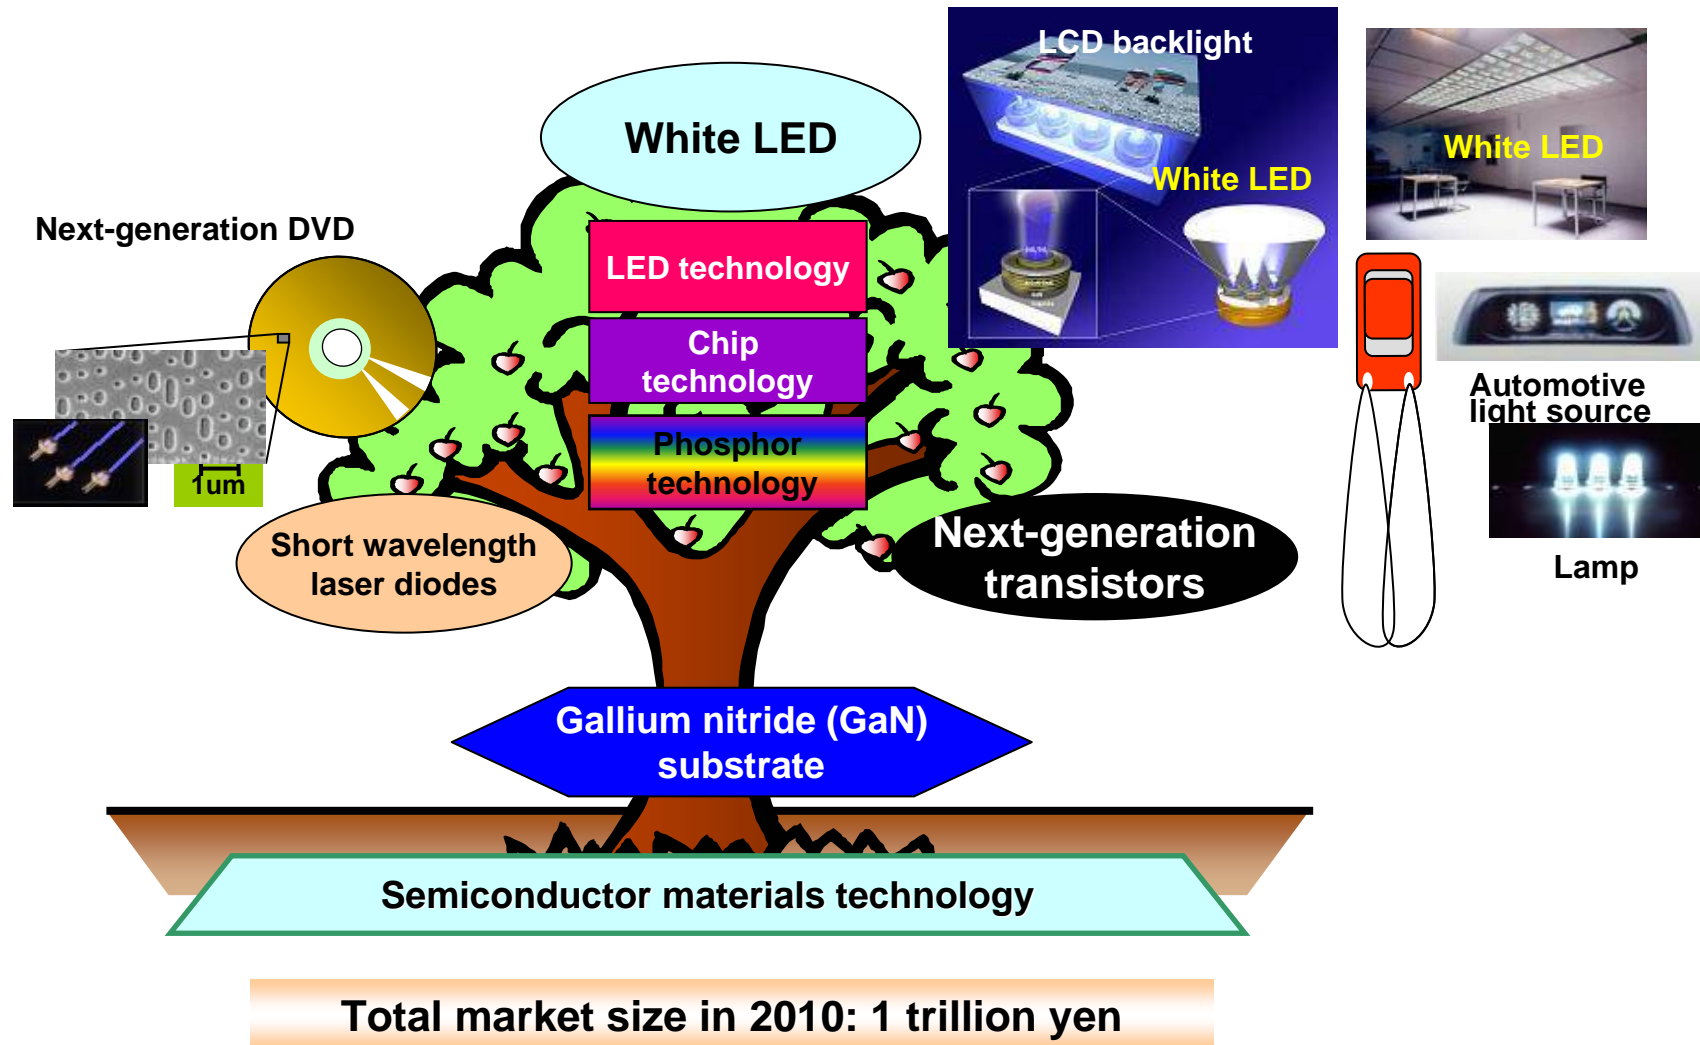 LCD backlight
White LED
White LED
White LED
Next-generation DVD
LED technology
Chip
technology
Phosphor
technology
Automotive
light source
1um
Lamp
Short wavelength
laser diodes
Next-generation
transistors
Gallium nitride (GaN)
substrate
Semiconductor materials technology
Total market size in 2010: 1 trillion yen